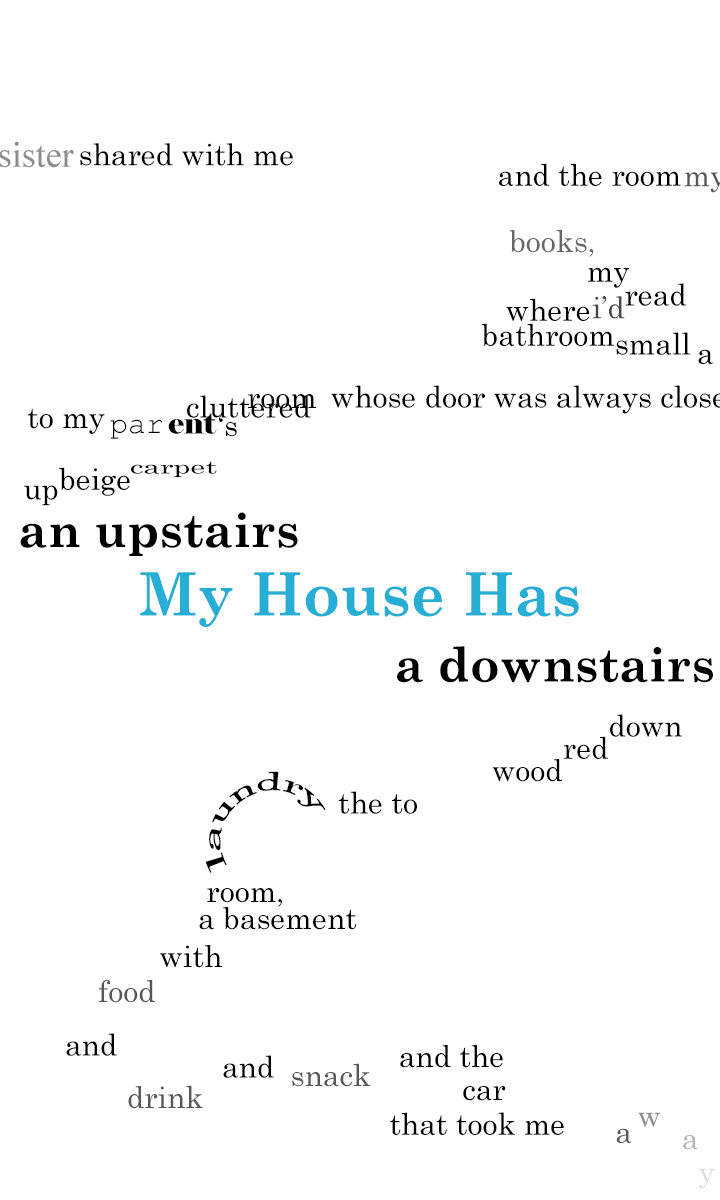 sister shared with me
and the room my
books,
my
where i'd read
bathroom small a
to my parent's cluttered room whose door was always close
up beige carpet
an upstairs
My House Has
a downstairs
down
red
wood
laundry the to
room,
a basement
with
food
and
drink
and snack
and the
car
that took me
a w a y